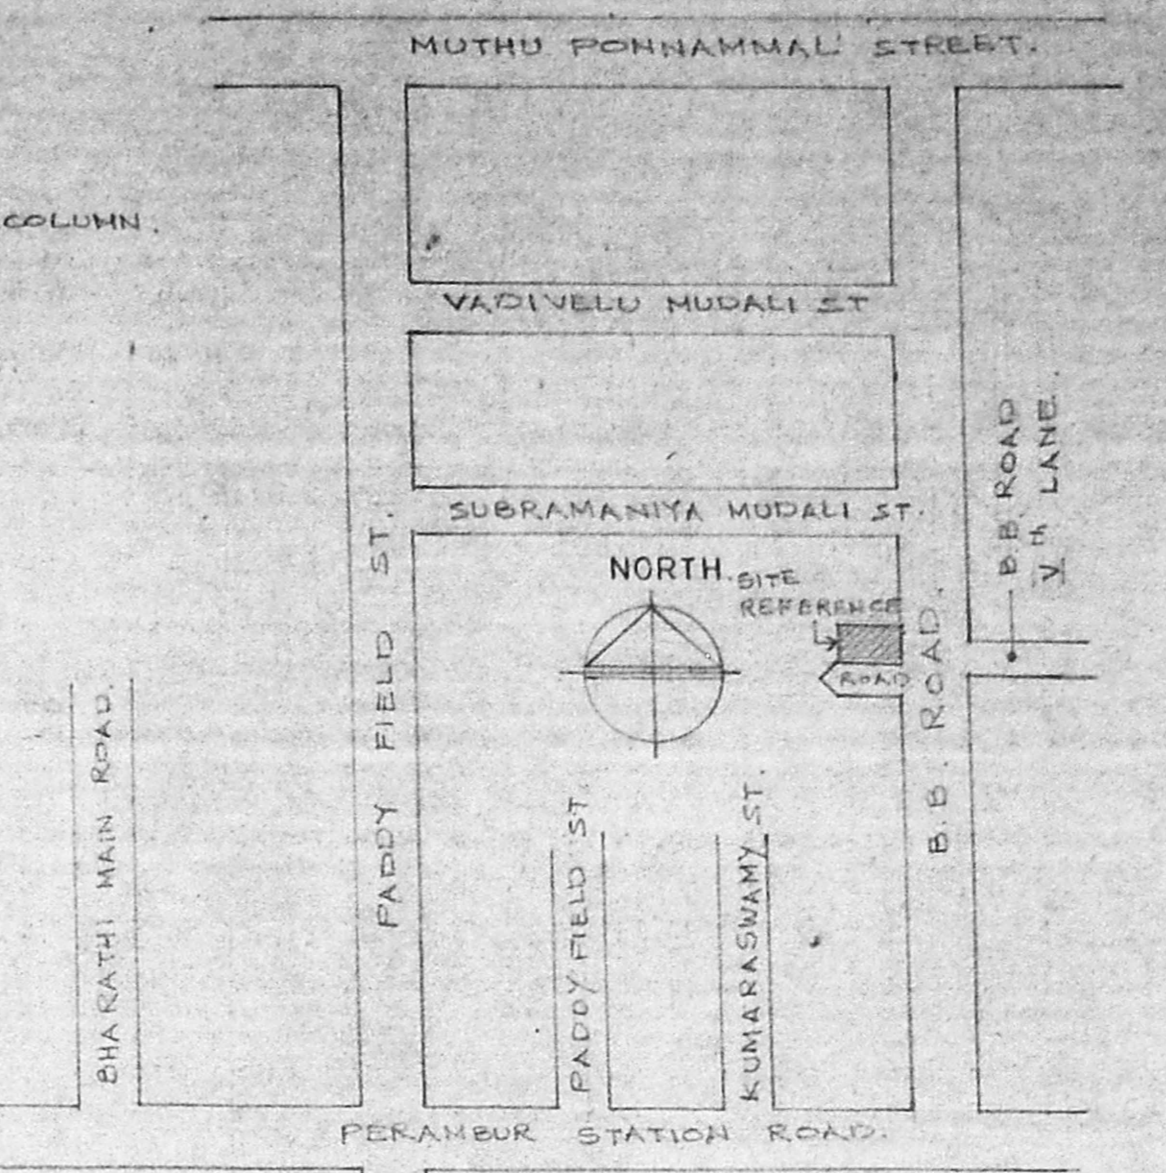 MUTHU PONNAMMAL STREET.
COLUMN.
VADIVELU MUDALI ST
B.B. ROAD
V th LANE
SUBRAMANIYA MUDALI ST.
NORTH.
SITE
REFERENCE
ROAD
B.B ROAD.
PADDY FIELD ST.
BHARATHI MAIN ROAD.
PADDY FIELD ST
KUMARASWAMY ST
PERAMBUR STATION ROAD.